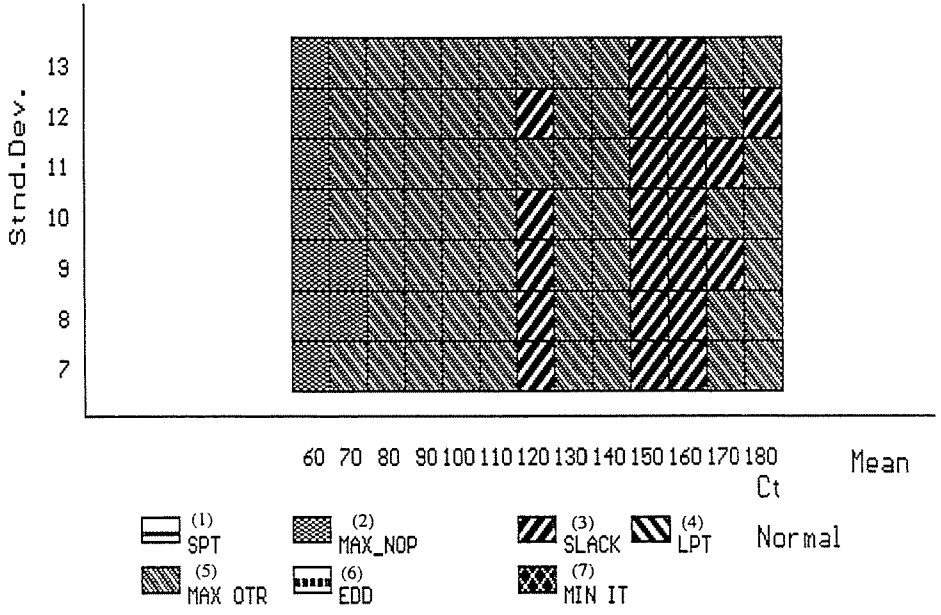 Stnd.Dev.
13
12
11
10
9
8
7
60 70 80 90 100 110 120 130 140 150 160 170 180
Mean
Ct
(1) SPT
(2) MAX_NOP
(3) SLACK
(4) LPT
Normal
(5) MAX OTR
(6) EDD
(7) MIN IT